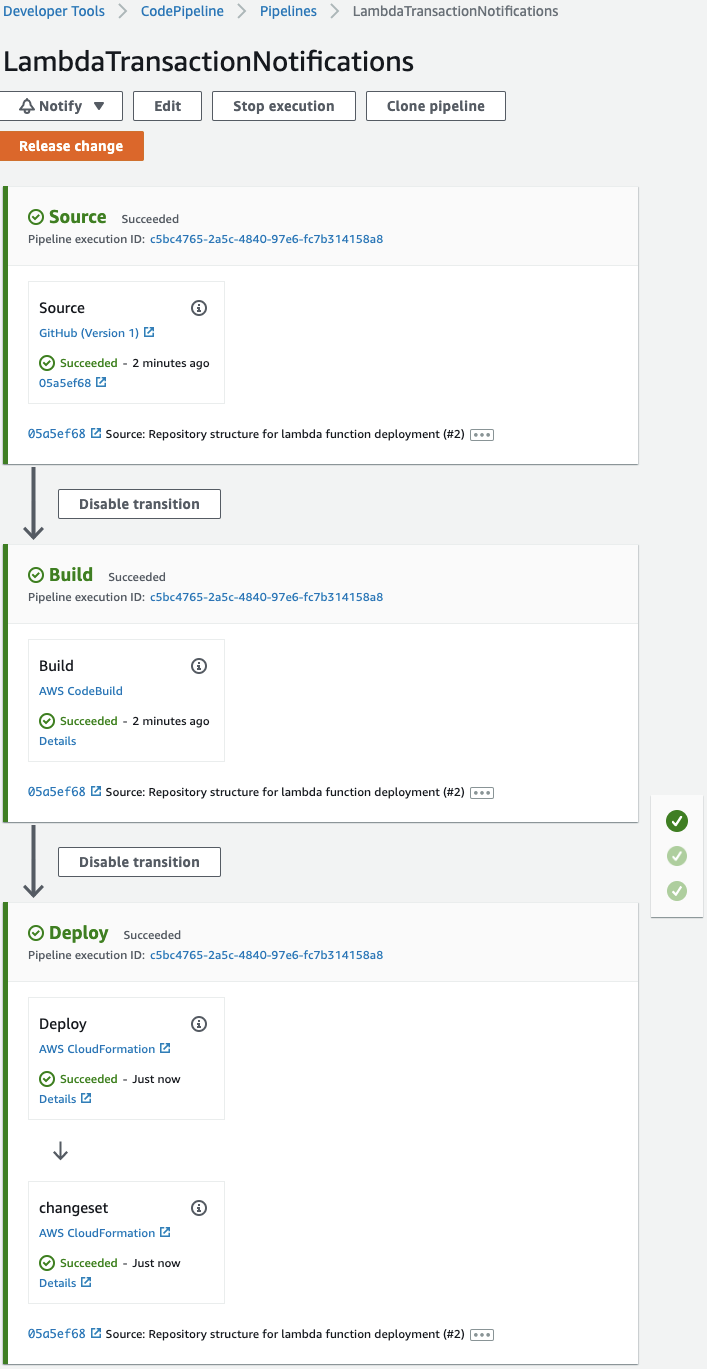 Developer Tools > CodePipeline > Pipelines > LambdaTransactionNotifications
LambdaTransactionNotifications
Notify ▼ Edit Stop execution Clone pipeline
Release change
Source Succeeded
Pipeline execution ID: c5bc4765-2a5c-4840-97e6-fc7b314158a8
Source
GitHub (Version 1)
Succeeded - 2 minutes ago
05a5ef68
05a5ef68 Source: Repository structure for lambda function deployment (#2)
Disable transition
Build Succeeded
Pipeline execution ID: c5bc4765-2a5c-4840-97e6-fc7b314158a8
Build
AWS CodeBuild
Succeeded - 2 minutes ago
Details
05a5ef68 Source: Repository structure for lambda function deployment (#2)
Disable transition
Deploy Succeeded
Pipeline execution ID: c5bc4765-2a5c-4840-97e6-fc7b314158a8
Deploy
AWS CloudFormation
Succeeded - Just now
Details
changeset
AWS CloudFormation
Succeeded - Just now
Details
05a5ef68 Source: Repository structure for lambda function deployment (#2)